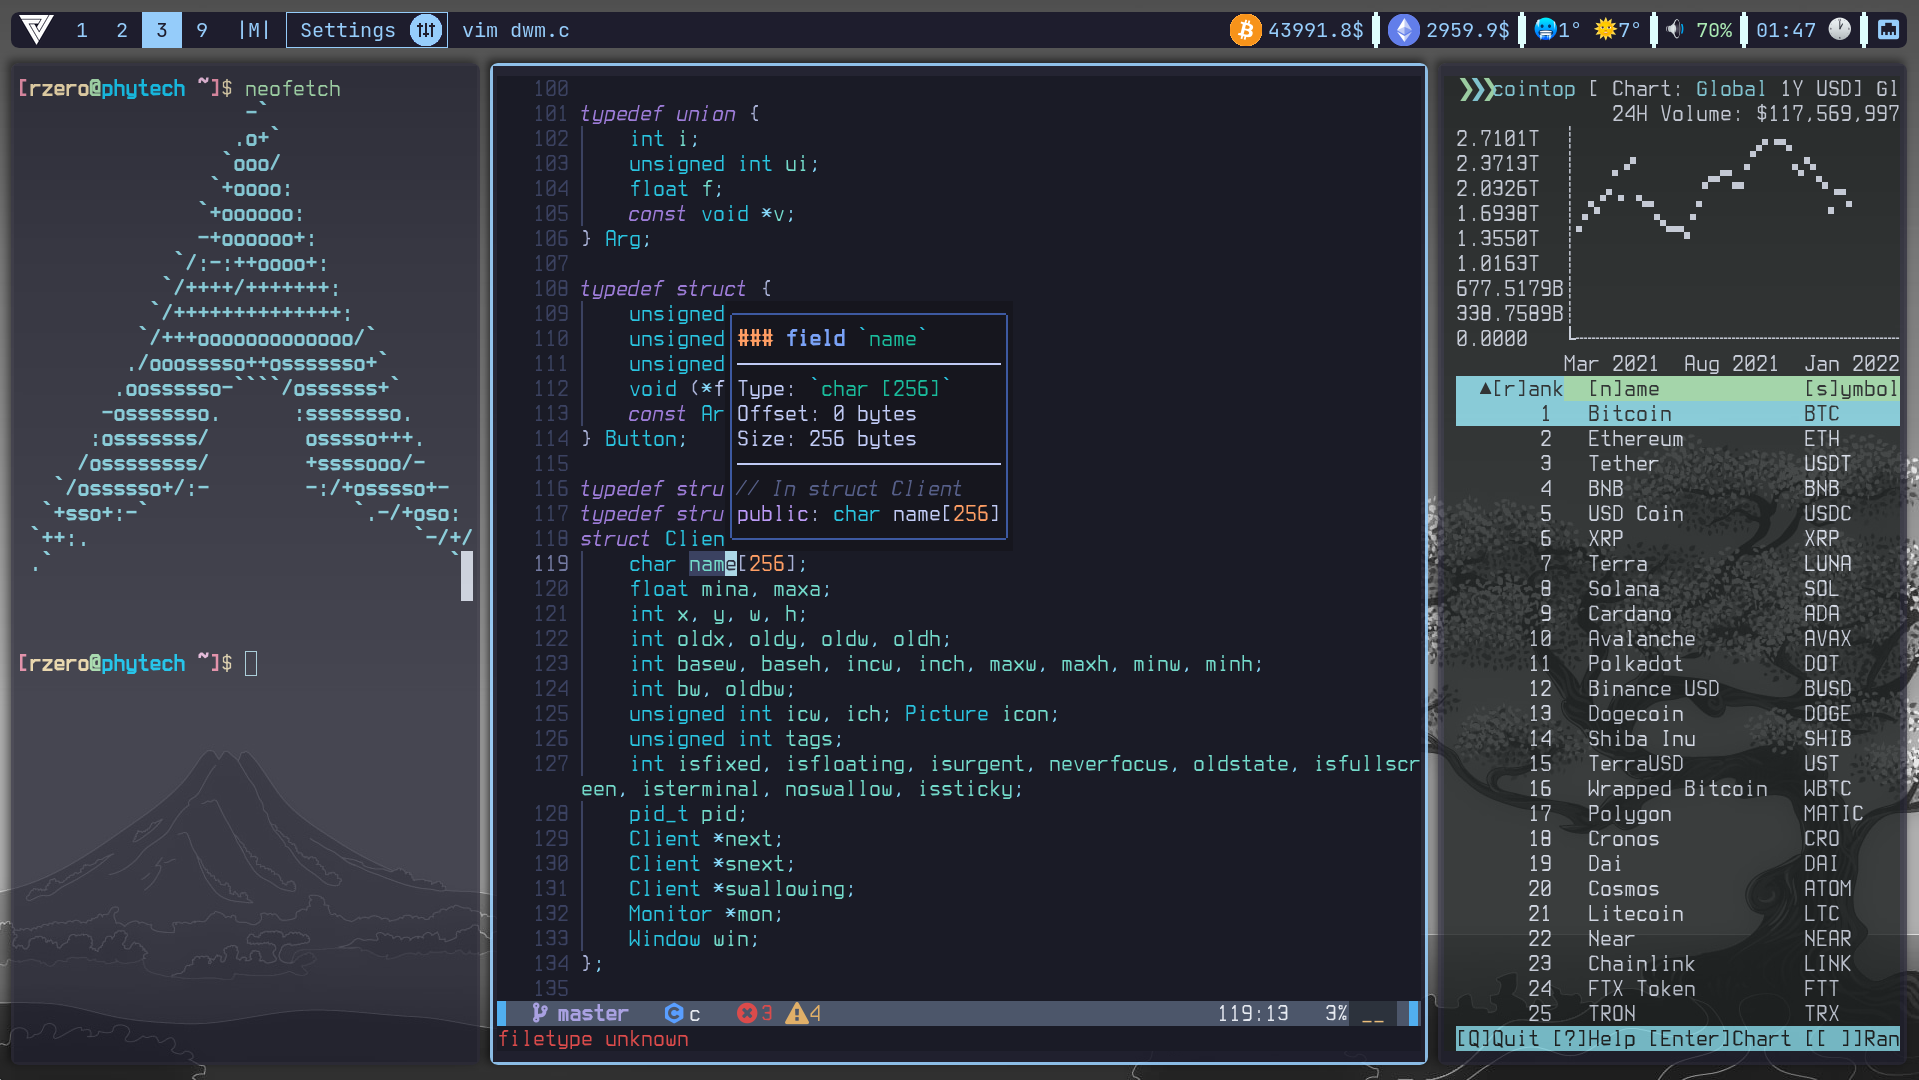 1 2 3 9 |M| Settings vim dwm.c 43991.8$ 2959.9$ 1° 7° 70% 01:47
[rzero@phytech ~]$ neofetch
-`
.o+`
`ooo/
`+oooo:
`+oooooo:
-+oooooo+:
`/:-:++oooo+:
`/++++/+++++++:
`/++++++++++++++:
`/+++ooooooooooooo/`
./ooosssso++osssssso+`
.oossssso-````/ossssss+`
-osssssso. :ssssssso.
:osssssss/ osssso+++.
/ossssssss/ +ssssooo/-
`/ossssso+/:- -:/+osssso+-
`+sso+:-` `.-/+oso:
`++:. `-/+/
.` `
[rzero@phytech ~]$
100
101 typedef union {
102 int i;
103 unsigned int ui;
104 float f;
105 const void *v;
106 } Arg;
107
108 typedef struct {
109 unsigned
110 unsigned
111 unsigned
112 void (*f
113 const Ar
114 } Button;
115
116 typedef stru
117 typedef stru
118 struct Clien
### field `name`
Type: `char [256]`
Offset: 0 bytes
Size: 256 bytes
// In struct Client
public: char name[256]
119 char name[256];
120 float mina, maxa;
121 int x, y, w, h;
122 int oldx, oldy, oldw, oldh;
123 int basew, baseh, incw, inch, maxw, maxh, minw, minh;
124 int bw, oldbw;
125 unsigned int icw, ich; Picture icon;
126 unsigned int tags;
127 int isfixed, isfloating, isurgent, neverfocus, oldstate, isfullscr
een, isterminal, noswallow, issticky;
128 pid_t pid;
129 Client *next;
130 Client *snext;
131 Client *swallowing;
132 Monitor *mon;
133 Window win;
134 };
135
master c 3 4 119:13 3% __
filetype unknown
cointop [ Chart: Global 1Y USD] Gl
24H Volume: $117,569,997
2.7101T
2.3713T
2.0326T
1.6938T
1.3550T
1.0163T
677.5179B
338.7589B
0.0000
Mar 2021 Aug 2021 Jan 2022
▲[r]ank [n]ame [s]ymbol
1 Bitcoin BTC
2 Ethereum ETH
3 Tether USDT
4 BNB BNB
5 USD Coin USDC
6 XRP XRP
7 Terra LUNA
8 Solana SOL
9 Cardano ADA
10 Avalanche AVAX
11 Polkadot DOT
12 Binance USD BUSD
13 Dogecoin DOGE
14 Shiba Inu SHIB
15 TerraUSD UST
16 Wrapped Bitcoin WBTC
17 Polygon MATIC
18 Cronos CRO
19 Dai DAI
20 Cosmos ATOM
21 Litecoin LTC
22 Near NEAR
23 Chainlink LINK
24 FTX Token FTT
25 TRON TRX
[Q]Quit [?]Help [Enter]Chart [[ ]]Ran